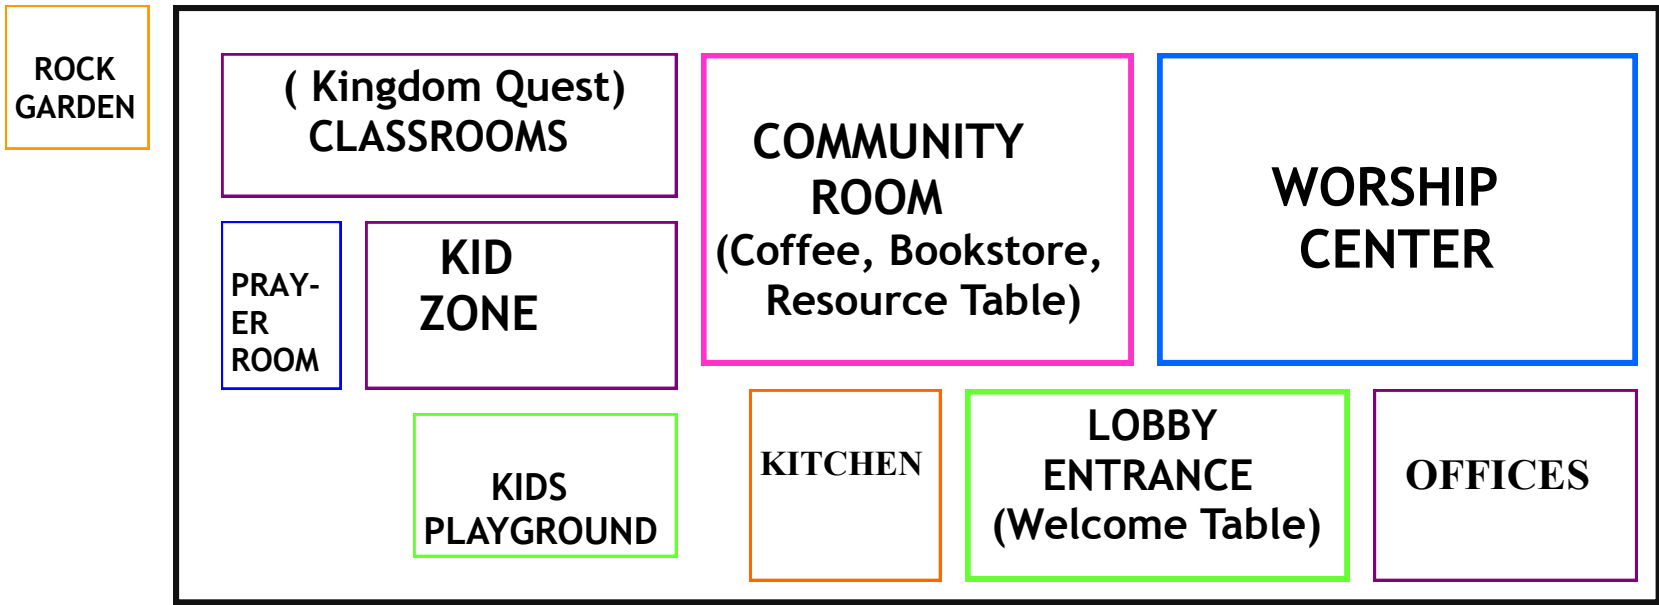 ROCK
GARDEN
( Kingdom Quest)
CLASSROOMS
COMMUNITY
ROOM
(Coffee, Bookstore,
Resource Table)
WORSHIP
CENTER
PRAY-
ER
ROOM
KID
ZONE
KIDS
PLAYGROUND
KITCHEN
LOBBY
ENTRANCE
(Welcome Table)
OFFICES